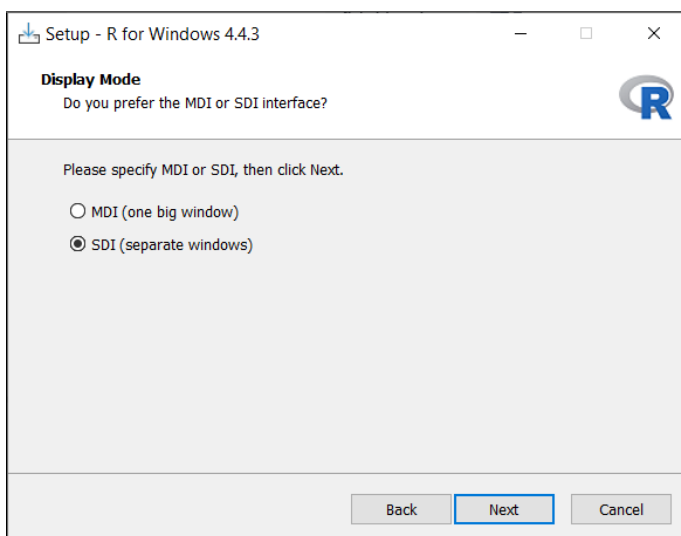 Setup - R for Windows 4.4.3
Display Mode
Do you prefer the MDI or SDI interface?
R
Please specify MDI or SDI, then click Next.
MDI (one big window)
SDI (separate windows)
Back Next Cancel